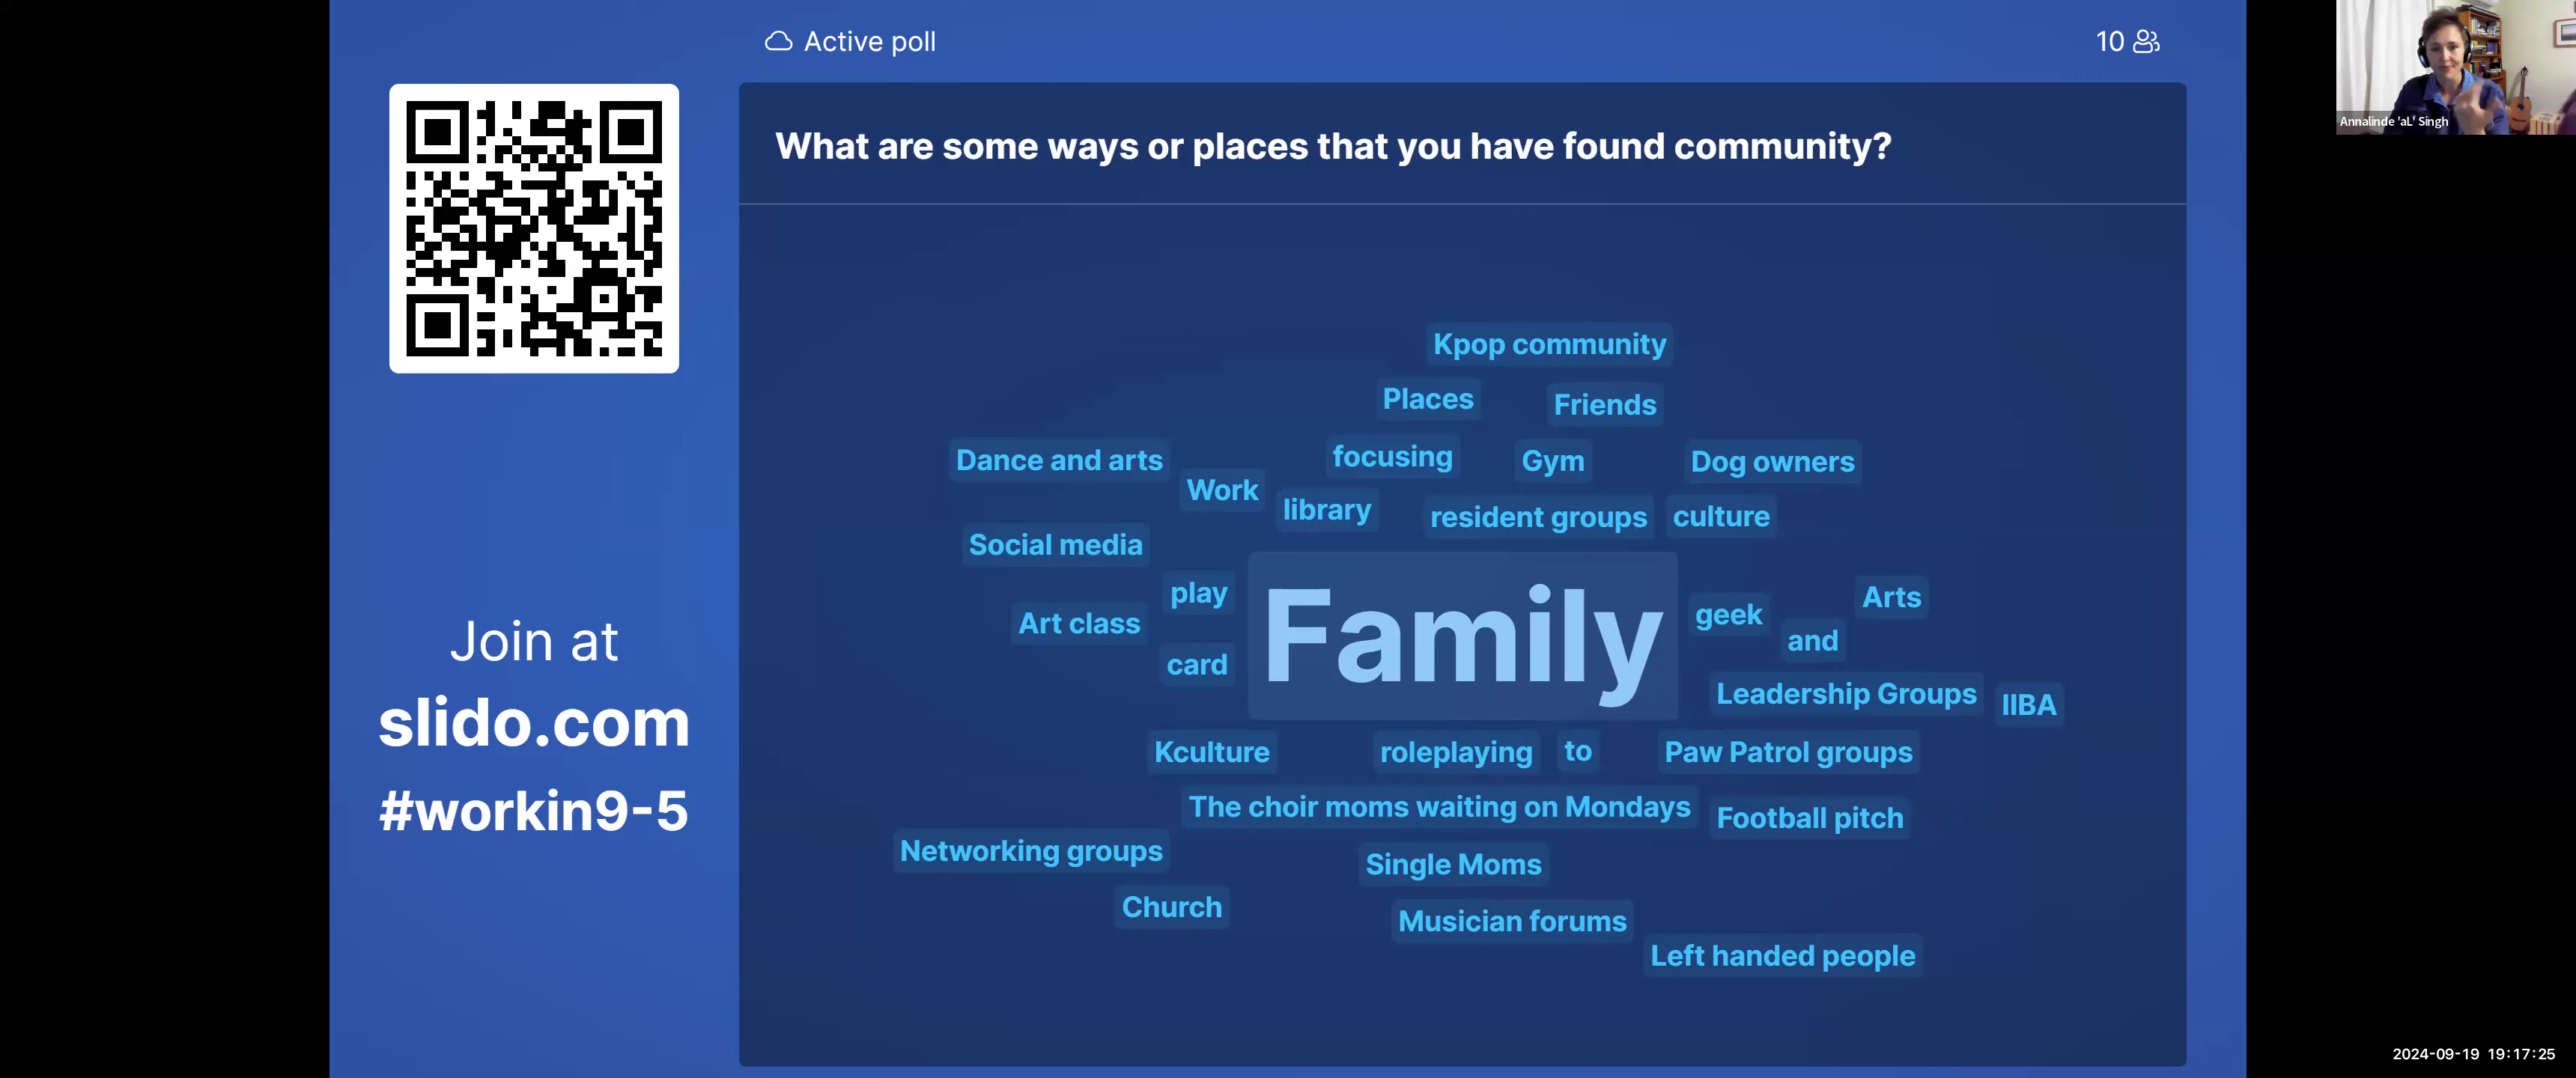 Active poll
10
What are some ways or places that you have found community?
Kpop community
Places
Friends
Dance and arts
focusing
Gym
Dog owners
Work
library
resident groups
culture
Social media
play
Family
geek
Arts
Art class
and
card
Leadership Groups
IIBA
Kculture
roleplaying
to
Paw Patrol groups
The choir moms waiting on Mondays
Football pitch
Networking groups
Single Moms
Church
Musician forums
Left handed people
Join at
slido.com
#workin9-5
Annalinde 'aL' Singh
2024-09-19 19:17:25